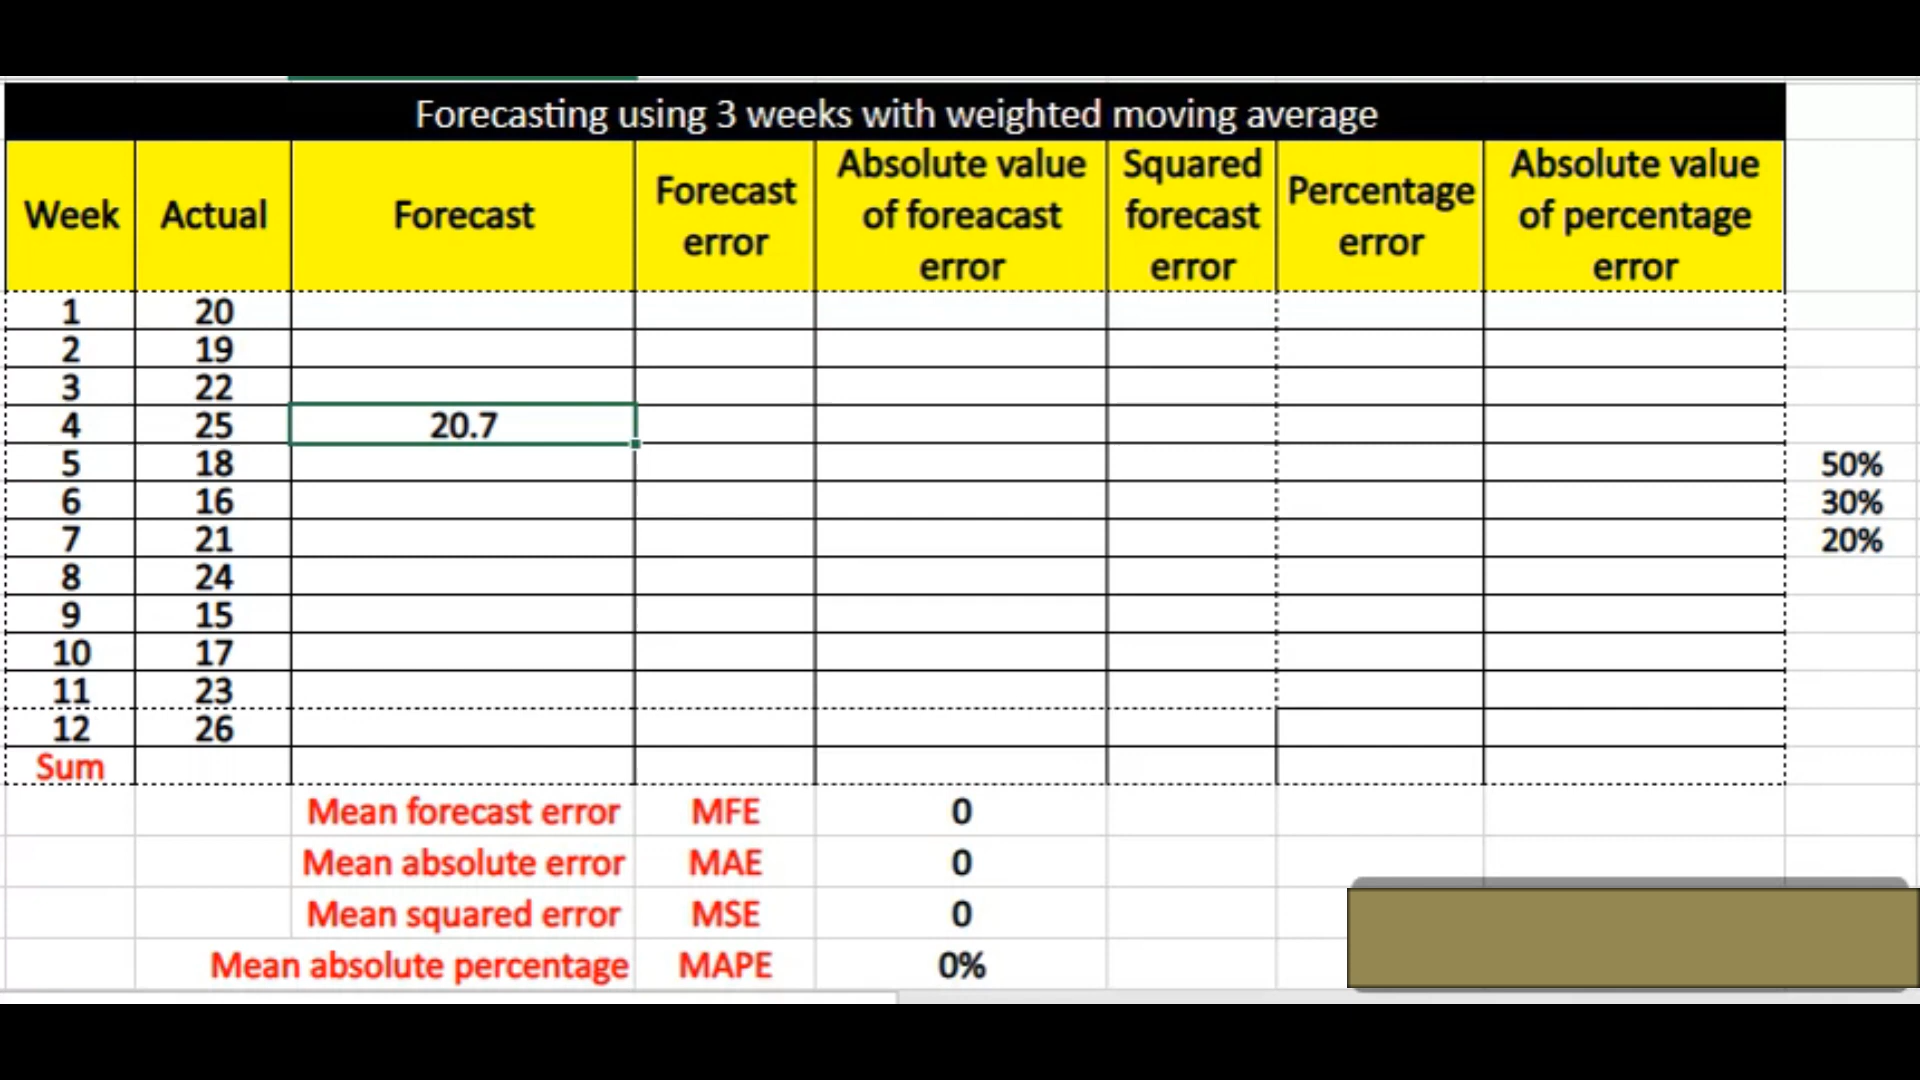 Forecasting using 3 weeks with weighted moving average
Week Actual Forecast Forecast error Absolute value of foreacast error Squared forecast error Percentage error Absolute value of percentage error
1 20
2 19
3 22
4 25 20.7
5 18 50%
6 16 30%
7 21 20%
8 24
9 15
10 17
11 23
12 26
Sum
Mean forecast error MFE 0
Mean absolute error MAE 0
Mean squared error MSE 0
Mean absolute percentage MAPE 0%